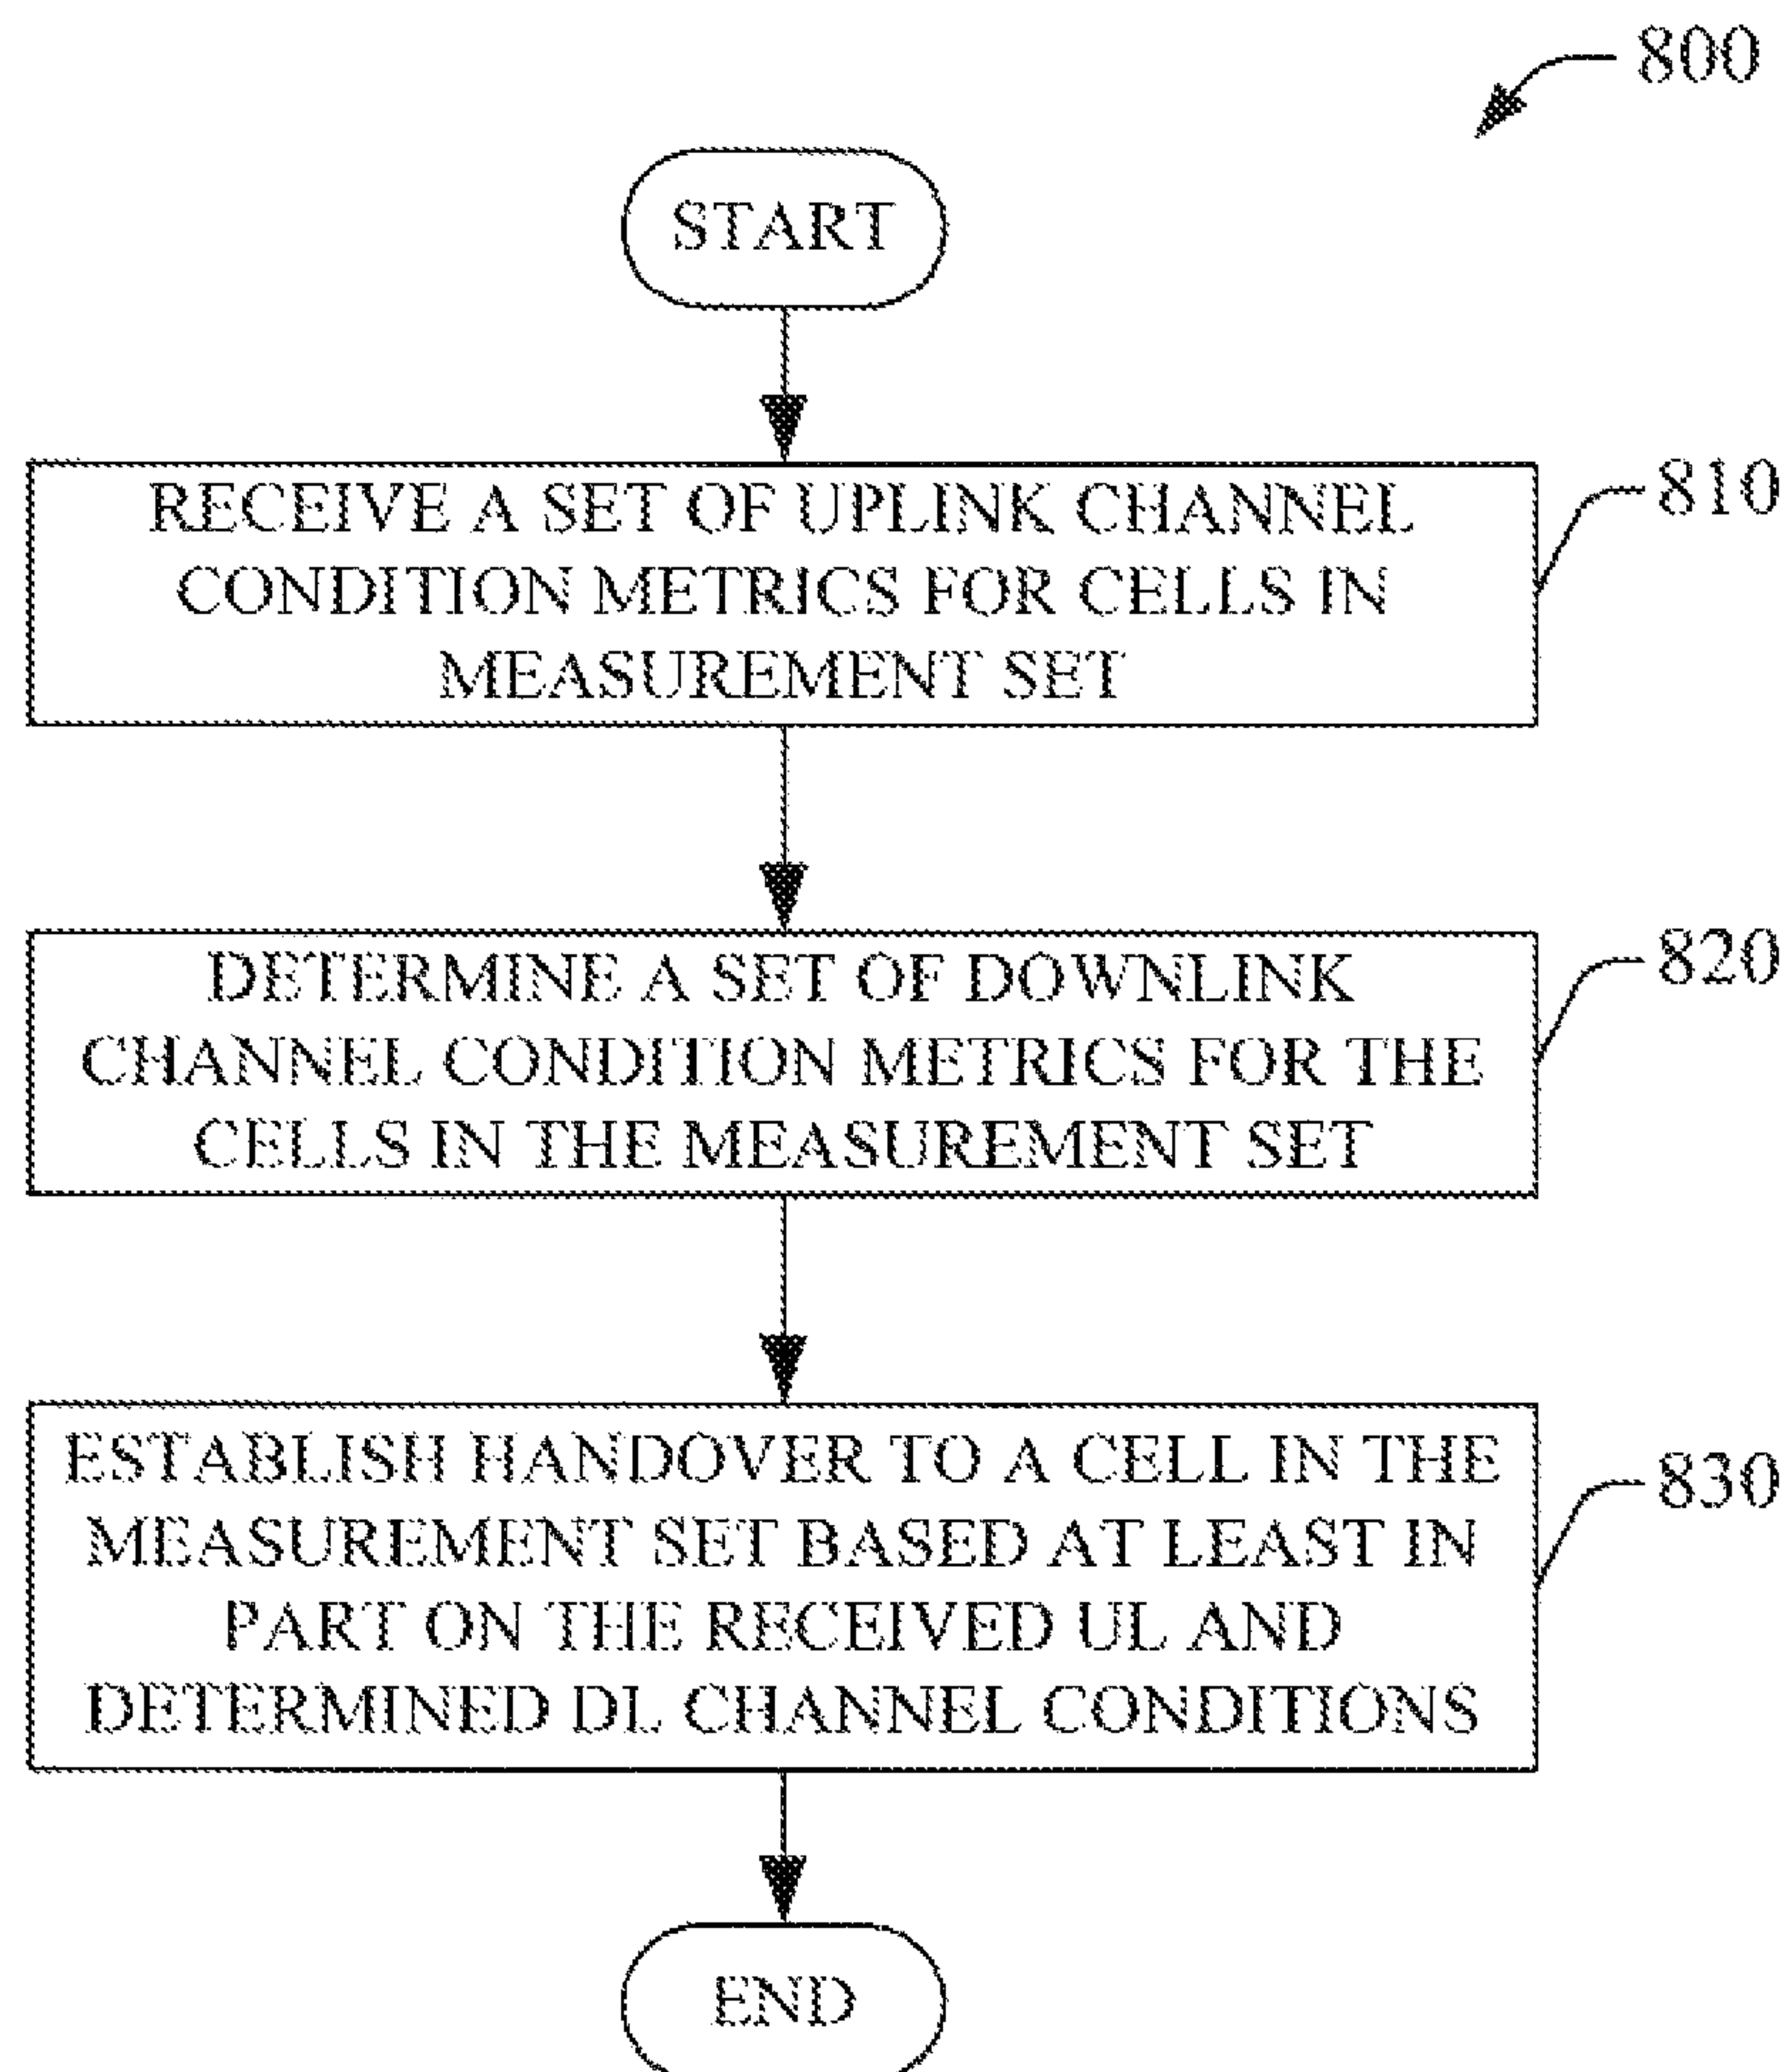 800
START
RECEIVE A SET OF UPLINK CHANNEL
CONDITION METRICS FOR CELLS IN
MEASUREMENT SET
810
DETERMINE A SET OF DOWNLINK
CHANNEL CONDITION METRICS FOR THE
CELLS IN THE MEASUREMENT SET
820
ESTABLISH HANDOVER TO A CELL IN THE
MEASUREMENT SET BASED AT LEAST IN
PART ON THE RECEIVED UL AND
DETERMINED DL CHANNEL CONDITIONS
830
END